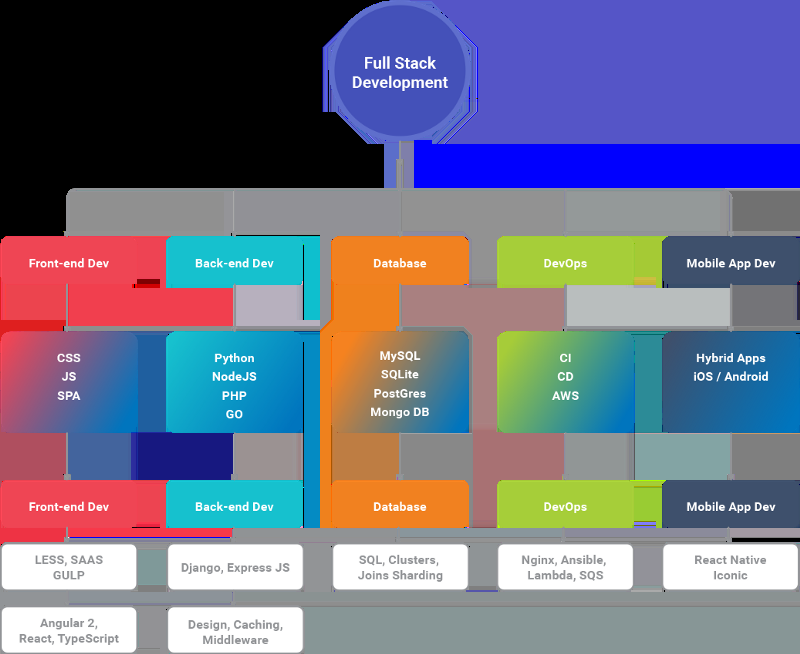 Full Stack
Development
Front-end Dev
Back-end Dev
Database
DevOps
Mobile App Dev
CSS
JS
SPA
Python
NodeJS
PHP
GO
MySQL
SQLite
PostGres
Mongo DB
CI
CD
AWS
Hybrid Apps
iOS / Android
Front-end Dev
Back-end Dev
Database
DevOps
Mobile App Dev
LESS, SAAS
GULP
Django, Express JS
SQL, Clusters,
Joins Sharding
Nginx, Ansible,
Lambda, SQS
React Native
Iconic
Angular 2,
React, TypeScript
Design, Caching,
Middleware